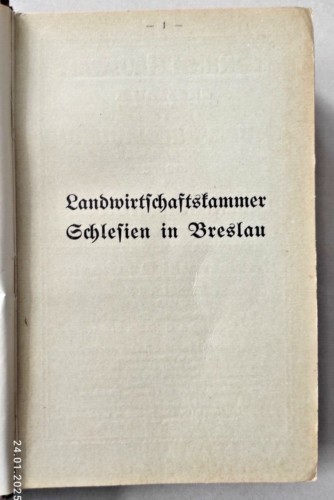 — 1 —
Landwirtschaftskammer
Schlesien in Breslau
24.01.2025